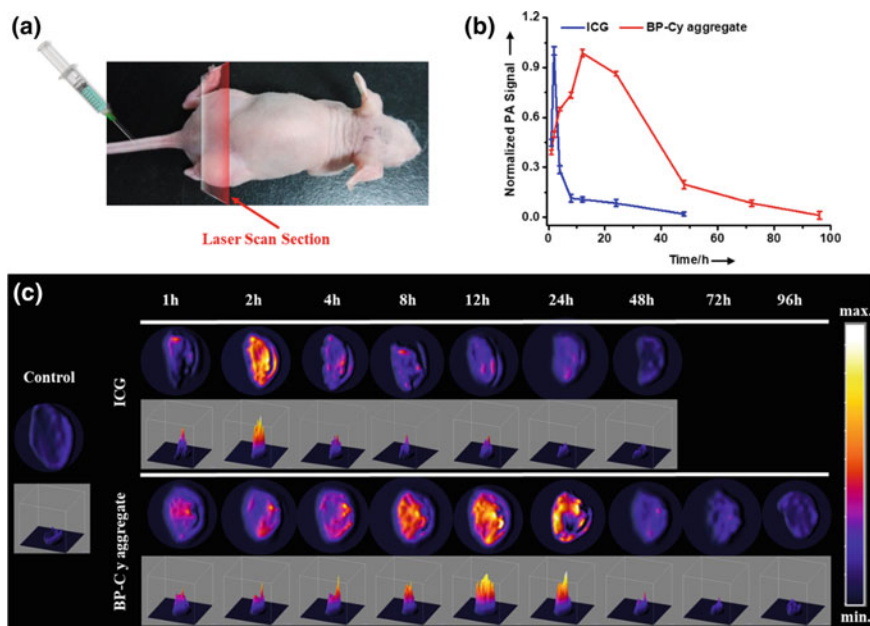 (a)
Laser Scan Section
(b)
ICG BP-Cy aggregate
Normalized PA Signal
1.2
0.9
0.6
0.3
0.0
0 20 40 60 80 100
Time/h
(c)
1h 2h 4h 8h 12h 24h 48h 72h 96h
max.
Control
ICG
BP-C y aggregate
min.